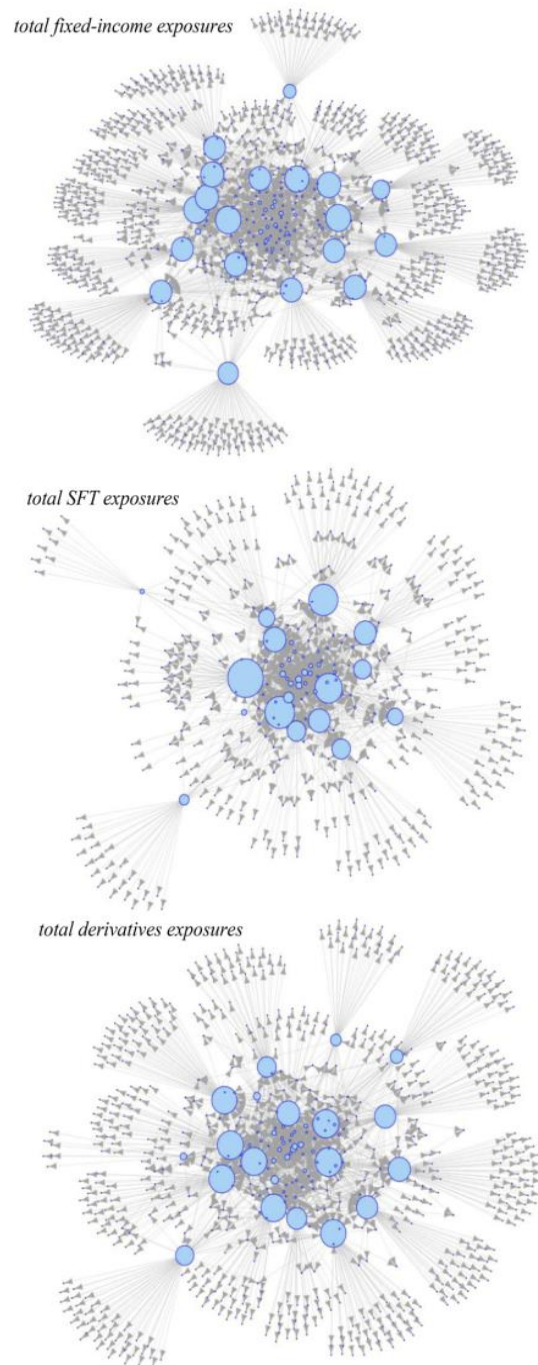 total fixed-income exposures
total SFT exposures
total derivatives exposures